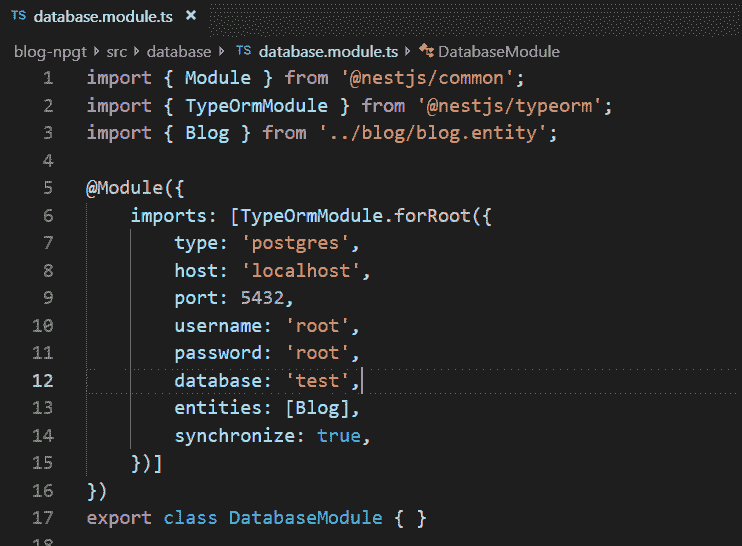 TS database.module.ts ×
blog-npgt > src > database > TS database.module.ts > DatabaseModule
1 import { Module } from '@nestjs/common';
2 import { TypeOrmModule } from '@nestjs/typeorm';
3 import { Blog } from '../blog/blog.entity';
4
5 @Module({
6     imports: [TypeOrmModule.forRoot({
7         type: 'postgres',
8         host: 'localhost',
9         port: 5432,
10         username: 'root',
11         password: 'root',
12         database: 'test',
13         entities: [Blog],
14         synchronize: true,
15     })]
16 })
17 export class DatabaseModule { }
18